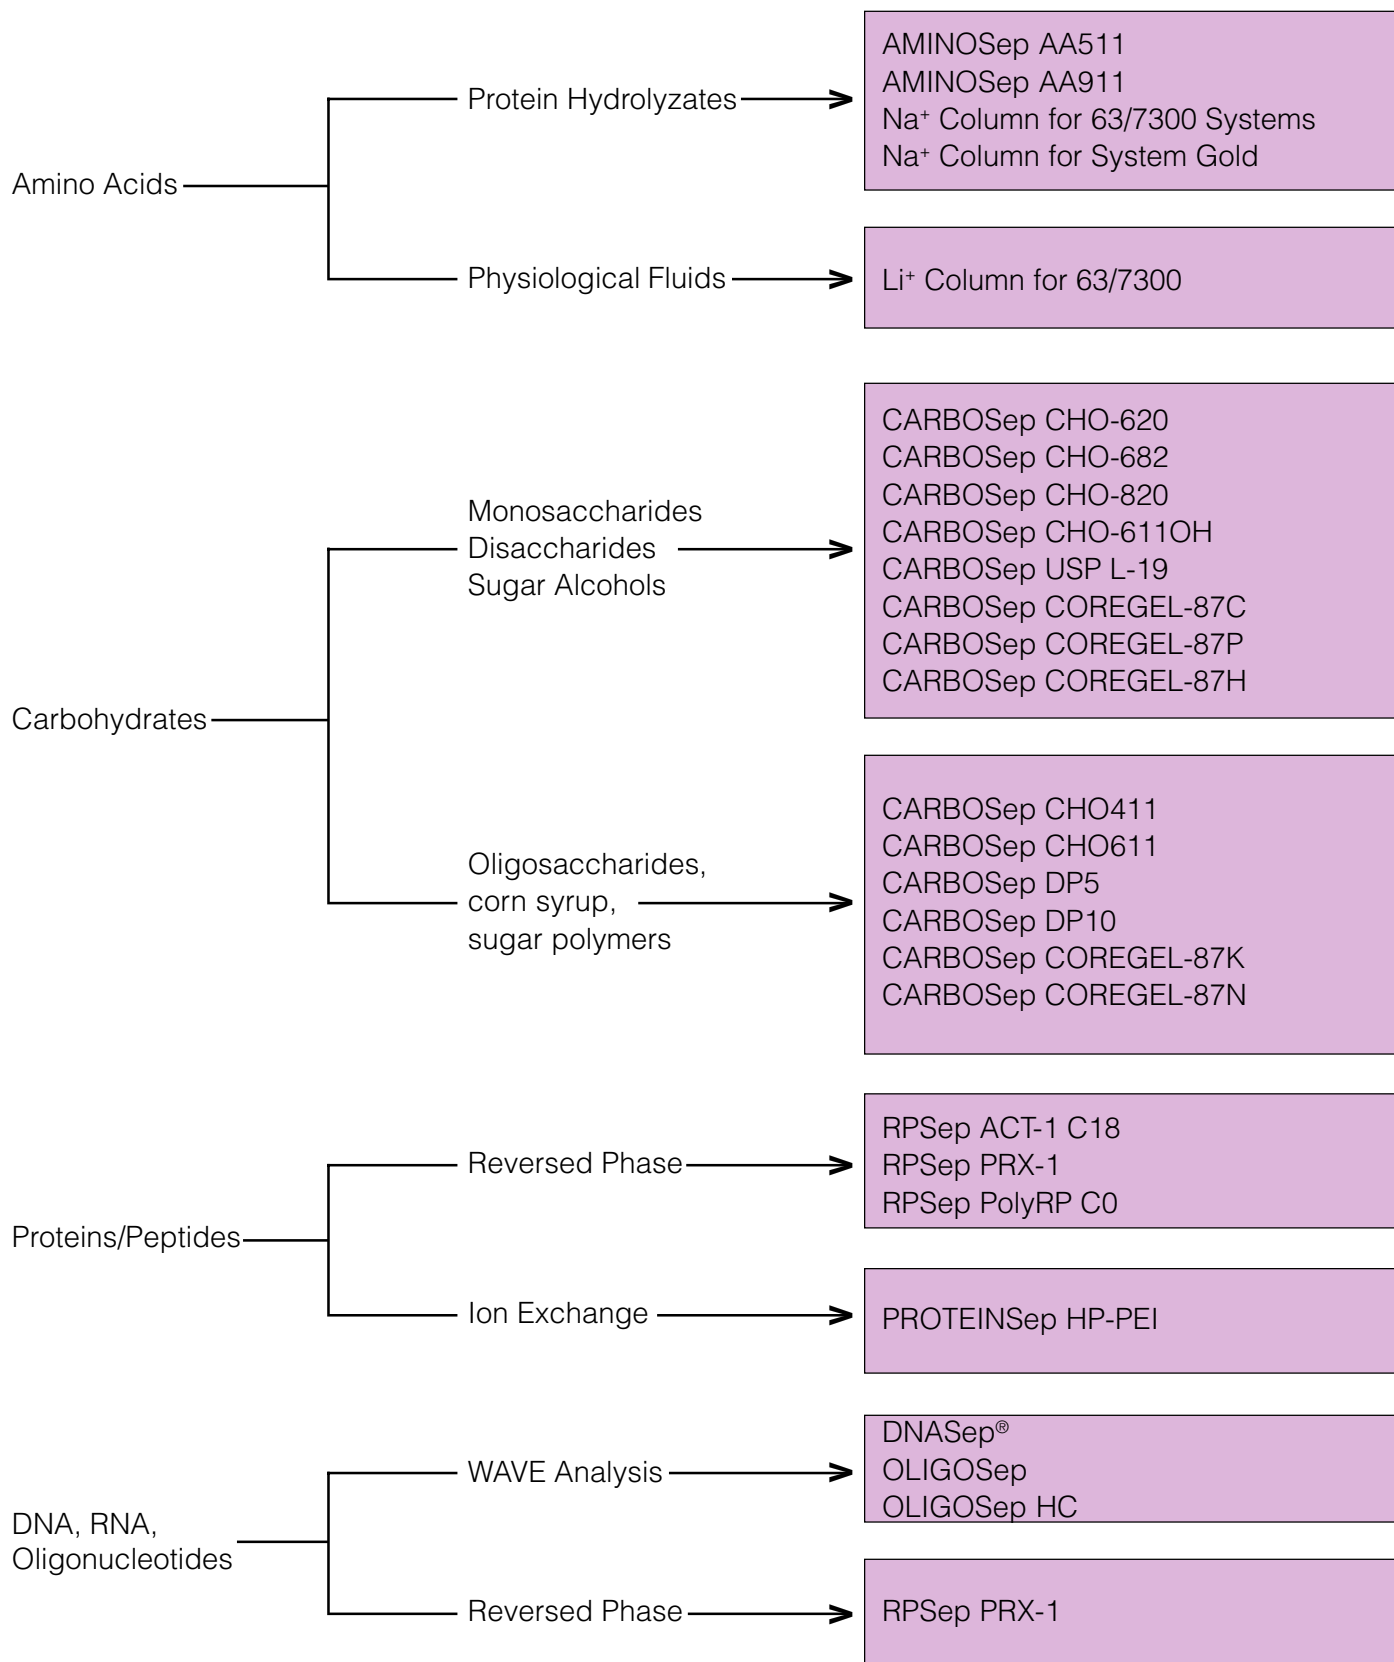 Amino Acids
Protein Hydrolyzates
AMINOSep AA511
AMINOSep AA911
Na⁺ Column for 63/7300 Systems
Na⁺ Column for System Gold
Physiological Fluids
Li⁺ Column for 63/7300
Carbohydrates
Monosaccharides
Disaccharides
Sugar Alcohols
CARBOSep CHO-620
CARBOSep CHO-682
CARBOSep CHO-820
CARBOSep CHO-611OH
CARBOSep USP L-19
CARBOSep COREGEL-87C
CARBOSep COREGEL-87P
CARBOSep COREGEL-87H
Oligosaccharides,
corn syrup,
sugar polymers
CARBOSep CHO411
CARBOSep CHO611
CARBOSep DP5
CARBOSep DP10
CARBOSep COREGEL-87K
CARBOSep COREGEL-87N
Proteins/Peptides
Reversed Phase
RPSep ACT-1 C18
RPSep PRX-1
RPSep PolyRP C0
Ion Exchange
PROTEINSep HP-PEI
DNA, RNA,
Oligonucleotides
WAVE Analysis
DNASep®
OLIGOSep
OLIGOSep HC
Reversed Phase
RPSep PRX-1